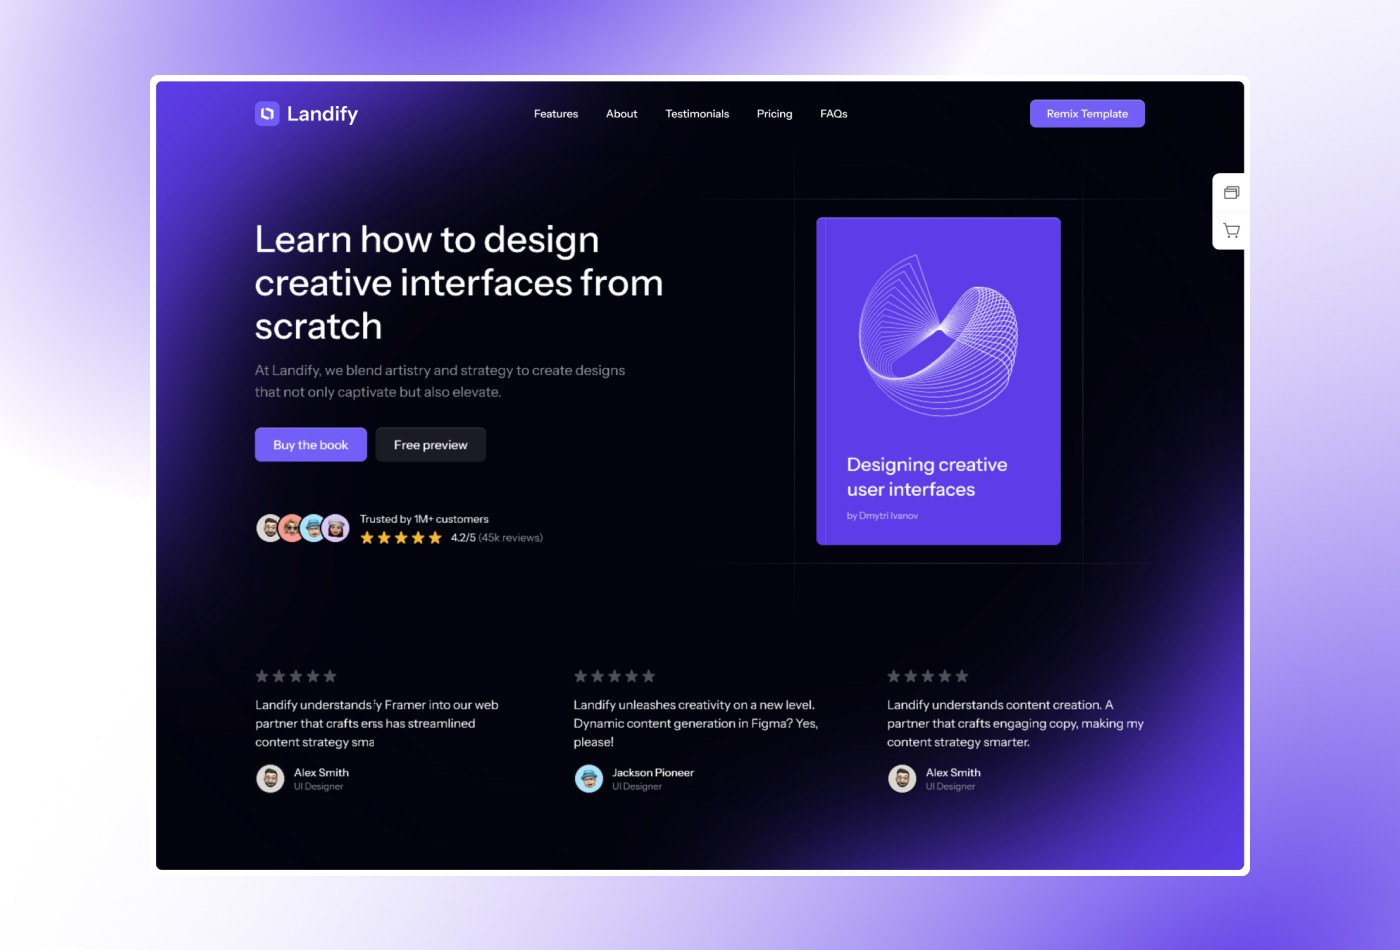 Landify
Features About Testimonials Pricing FAQs
Remix Template
Learn how to design
creative interfaces from
scratch
At Landify, we blend artistry and strategy to create designs
that not only captivate but also elevate.
Buy the book
Free preview
Trusted by 1M+ customers
4.2/5 (45k reviews)
Designing creative
user interfaces
by Dmytri Ivanov
Landify understands'y Framer into our web
partner that crafts erss has streamlined
content strategy sma
Alex Smith
UI Designer
Landify unleashes creativity on a new level.
Dynamic content generation in Figma? Yes,
please!
Jackson Pioneer
UI Designer
Landify understands content creation. A
partner that crafts engaging copy, making my
content strategy smarter.
Alex Smith
UI Designer